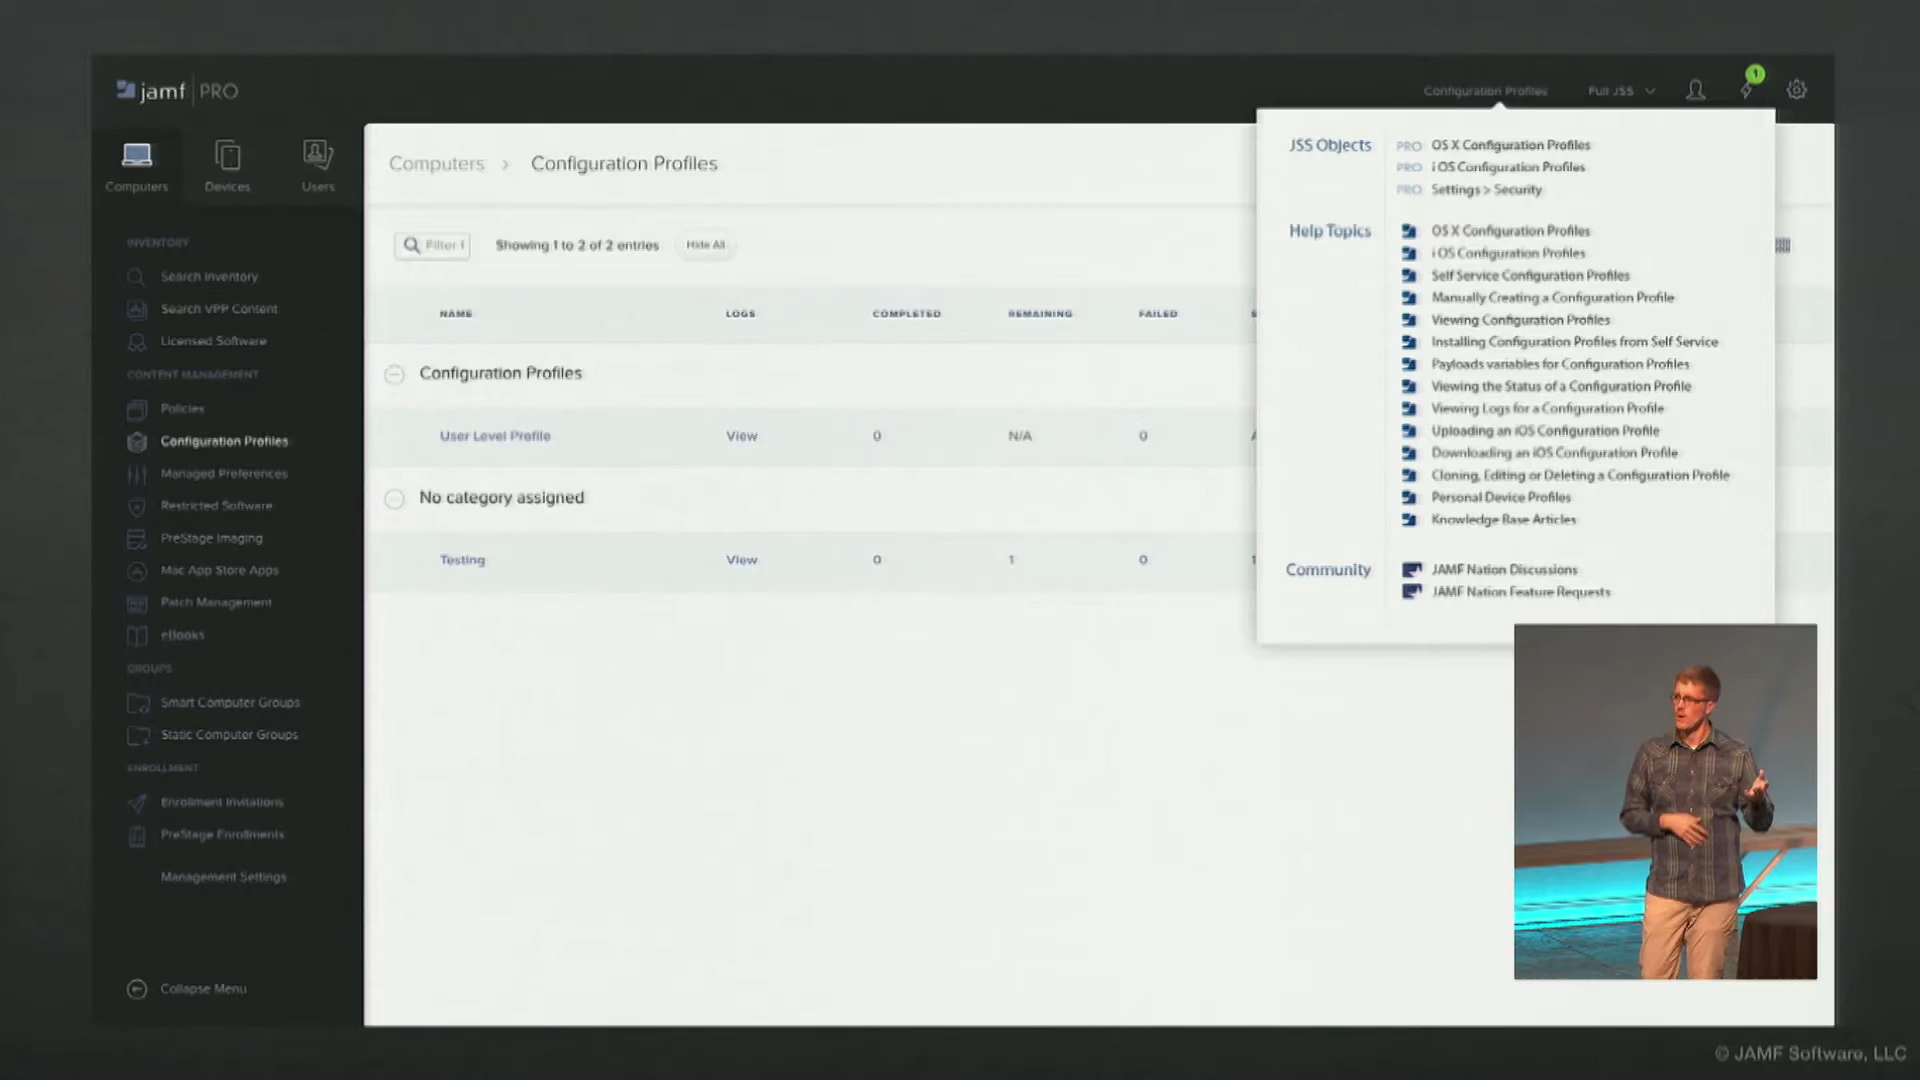 jamf | PRO
Configuration Profiles
Full JSS
1
Computers
Devices
Users
INVENTORY
Search Inventory
Search VPP Content
Licensed Software
CONTENT MANAGEMENT
Policies
Configuration Profiles
Managed Preferences
Restricted Software
PreStage Imaging
Mac App Store Apps
Patch Management
eBooks
GROUPS
Smart Computer Groups
Static Computer Groups
ENROLLMENT
Enrollment Invitations
PreStage Enrollments
Management Settings
Collapse Menu
Computers > Configuration Profiles
Filter
Showing 1 to 2 of 2 entries
Hide All
NAME LOGS COMPLETED REMAINING FAILED
Configuration Profiles
User Level Profile View 0 N/A 0
No category assigned
Testing View 0 1 0
JSS Objects
PRO OS X Configuration Profiles
PRO iOS Configuration Profiles
PRO Settings > Security
Help Topics
OS X Configuration Profiles
iOS Configuration Profiles
Self Service Configuration Profiles
Manually Creating a Configuration Profile
Viewing Configuration Profiles
Installing Configuration Profiles from Self Service
Payloads variables for Configuration Profiles
Viewing the Status of a Configuration Profile
Viewing Logs for a Configuration Profile
Uploading an iOS Configuration Profile
Downloading an iOS Configuration Profile
Cloning, Editing or Deleting a Configuration Profile
Personal Device Profiles
Knowledge Base Articles
Community
JAMF Nation Discussions
JAMF Nation Feature Requests
© JAMF Software, LLC